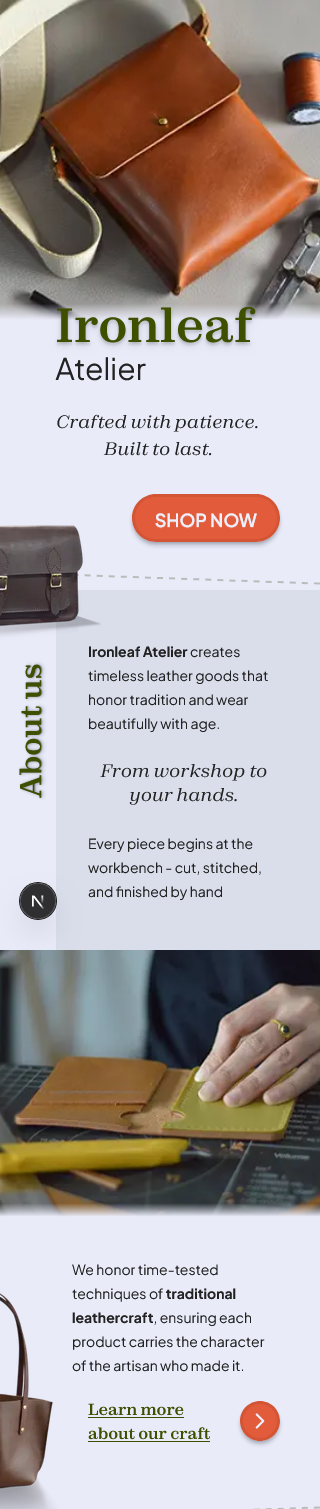 Ironleaf
Atelier
Crafted with patience.
Built to last.
SHOP NOW
About us
Ironleaf Atelier creates
timeless leather goods that
honor tradition and wear
beautifully with age.
From workshop to
your hands.
Every piece begins at the
workbench - cut, stitched,
and finished by hand
N
Volume
We honor time-tested
techniques of traditional
leathercraft, ensuring each
product carries the character
of the artisan who made it.
Learn more
about our craft